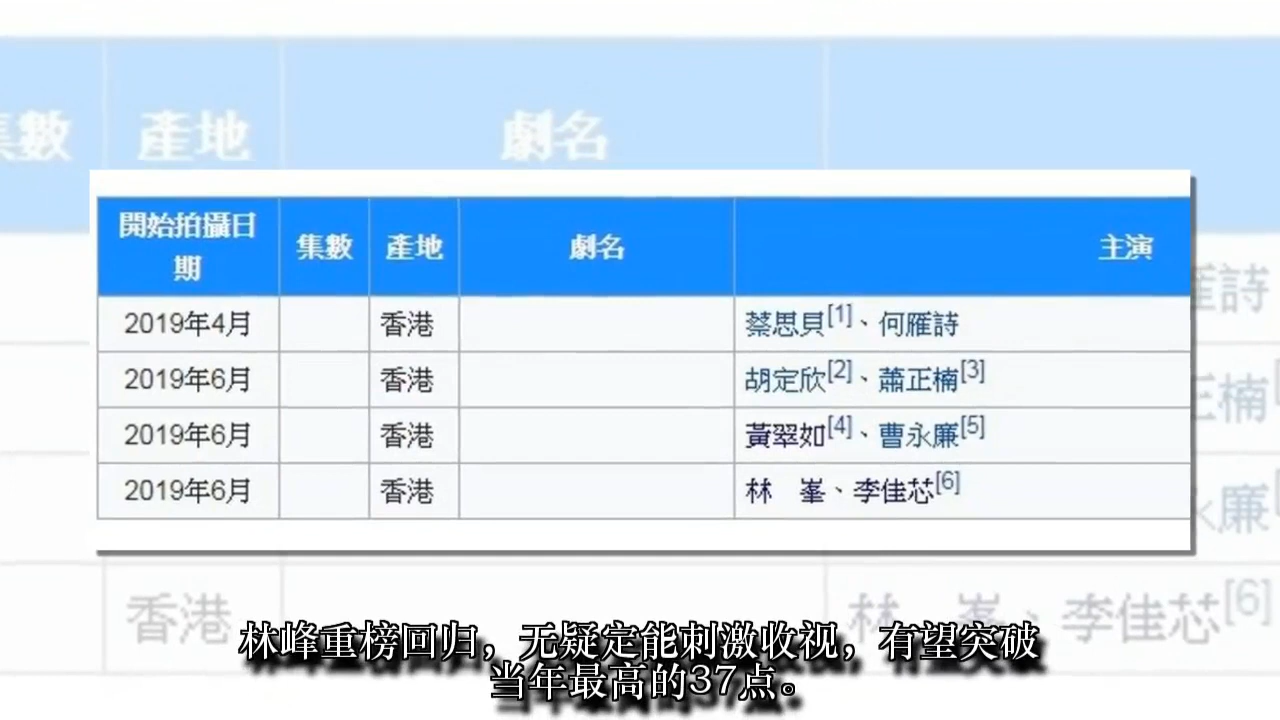 集數 產地 劇名
開始拍攝日期 集數 產地 劇名 主演
2019年4月 香港 蔡思貝[1]、何雁詩
2019年6月 香港 胡定欣[2]、蕭正楠[3]
2019年6月 香港 黃翠如[4]、曹永廉[5]
2019年6月 香港 林　峯、李佳芯[6]
雁詩
正楠
永廉
香港 林　峯、李佳芯[6]
林峰重榜回归，无疑定能刺激收视，有望突破
当年最高的37点。